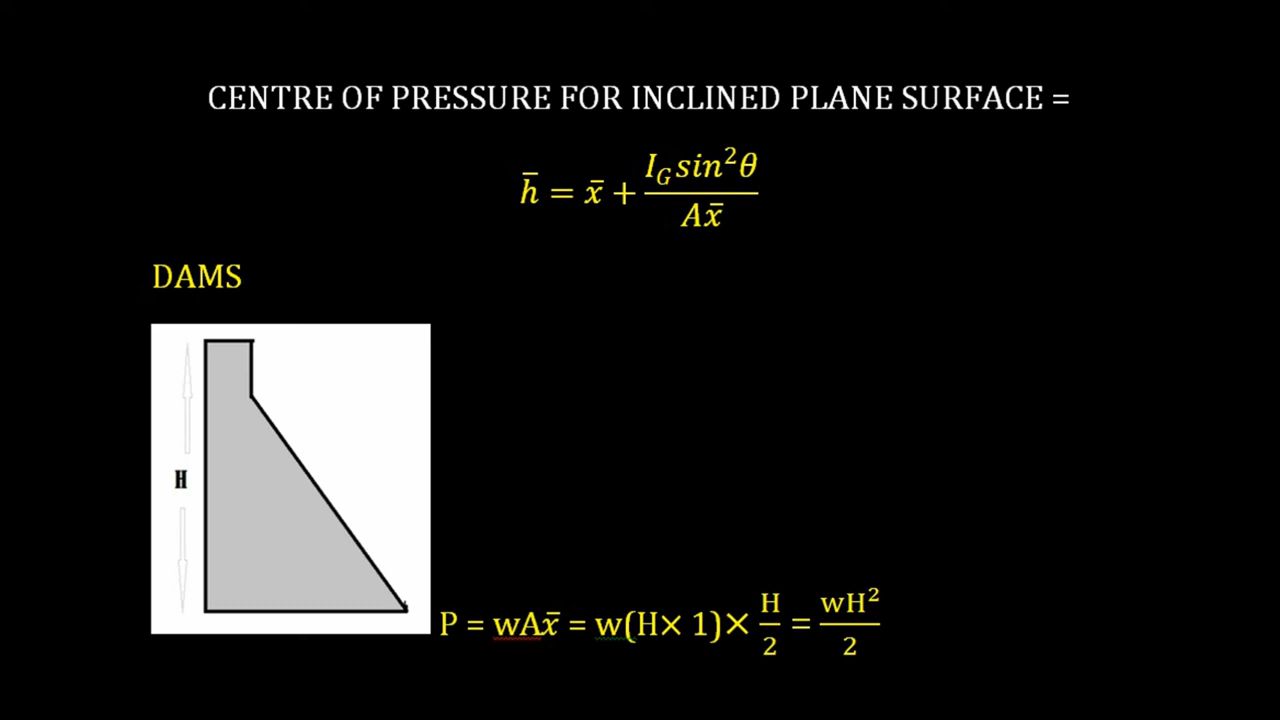 CENTRE OF PRESSURE FOR INCLINED PLANE SURFACE =
h̄ = x̄ + I_G sin²θ / Ax̄
DAMS
H
P = wAx̄ = w(H× 1)× H/2 = wH²/2